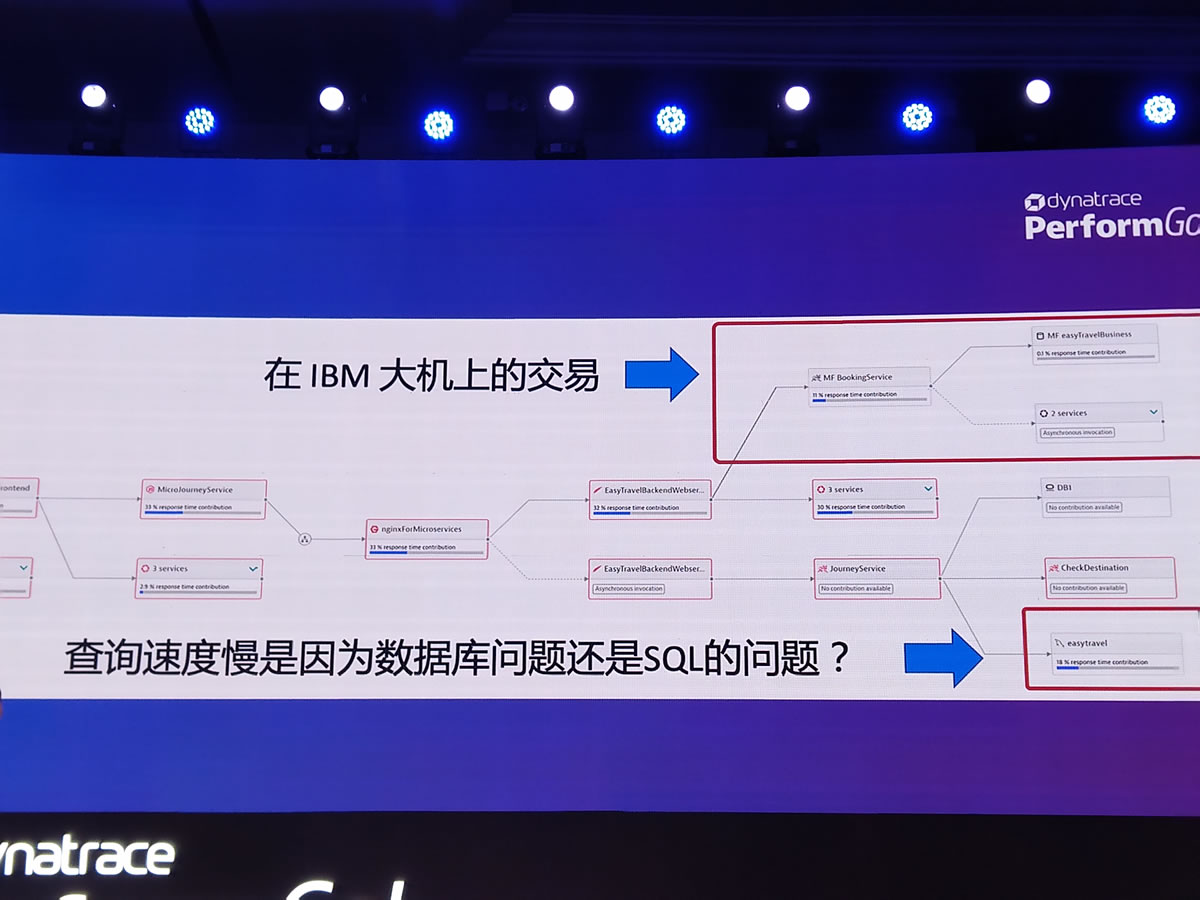 dynatrace
PerformGo
在 IBM 大机上的交易
MF easyTravelBusiness
0.1 % response time contribution
MF BookingService
11 % response time contribution
2 services
Asynchronous invocation
rontend
MicroJourneyService
33 % response time contribution
EasyTravelBackendWebser...
32 % response time contribution
3 services
30 % response time contribution
DB1
No contribution available
nginxForMicroservices
33 % response time contribution
3 services
2.9 % response time contribution
EasyTravelBackendWebser...
Asynchronous invocation
JourneyService
No contribution available
CheckDestination
No contribution available
查询速度慢是因为数据库问题还是SQL的问题？
easytravel
18 % response time contribution
ynatrace